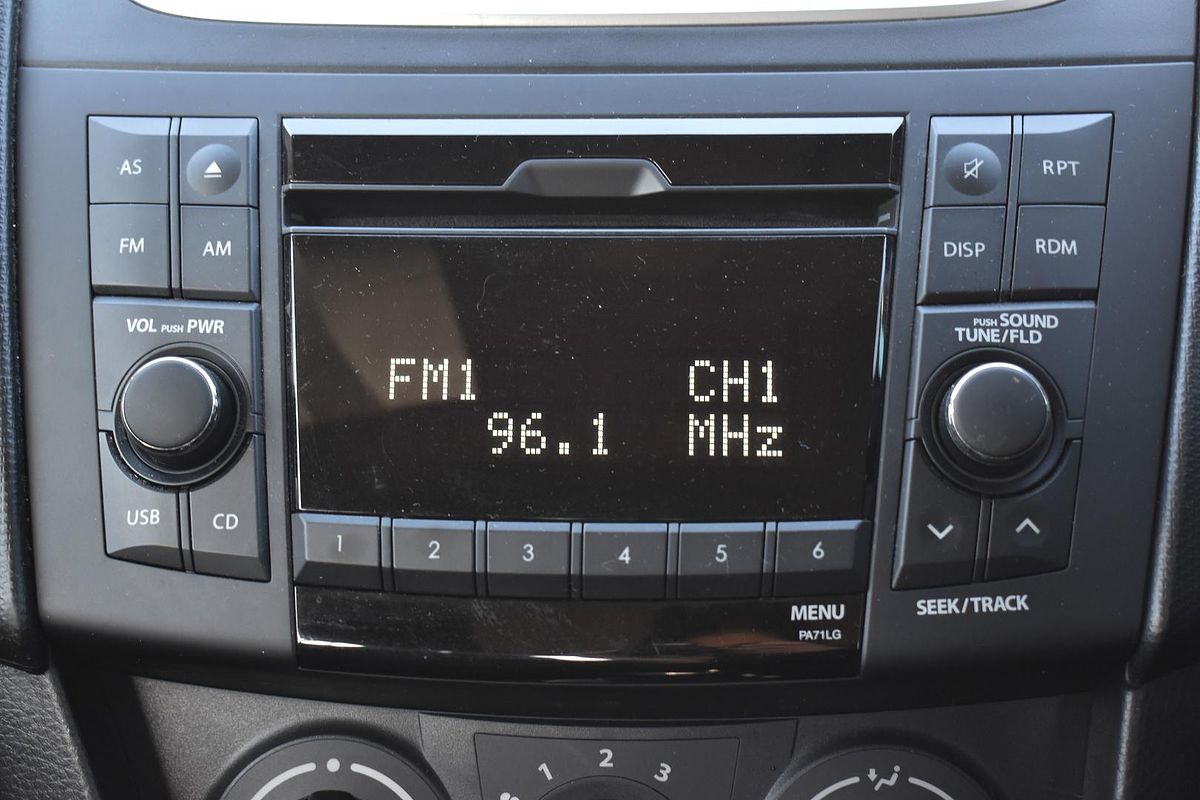 AS
FM
AM
VOL PUSH PWR
USB
CD
FM1 CH1
96.1 MHz
1 2 3 4 5 6
MENU
PA71LG
RPT
DISP
RDM
PUSH SOUND
TUNE/FLD
SEEK/TRACK
1 2 3